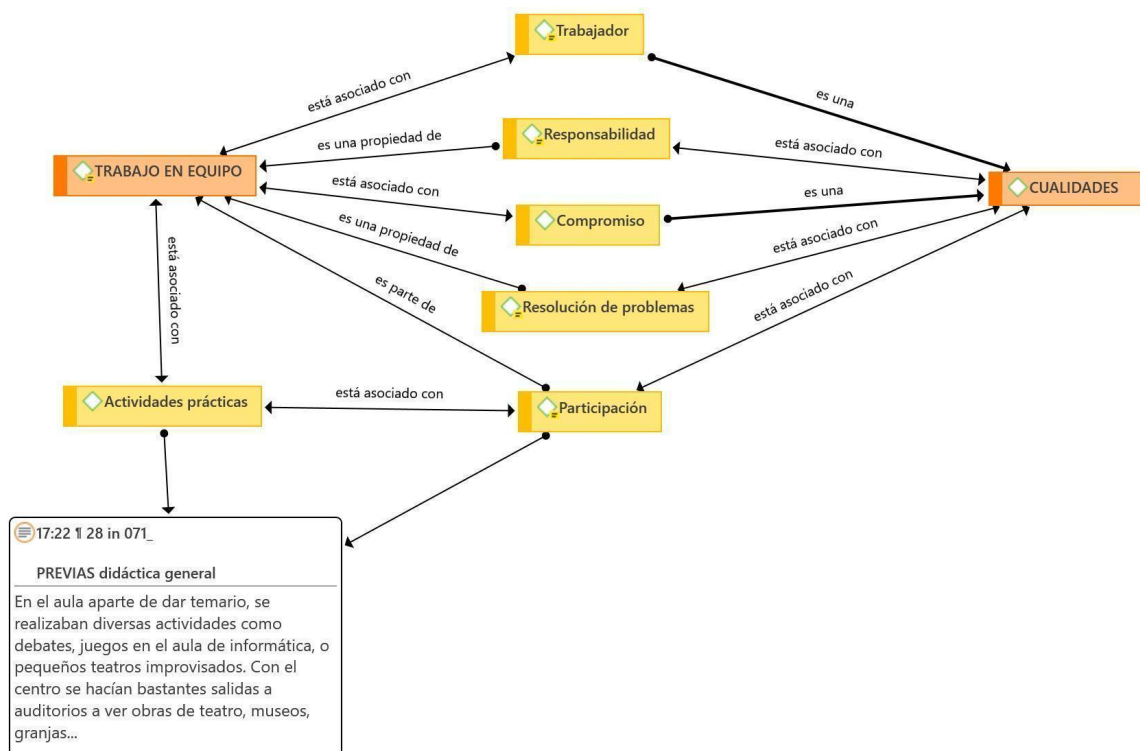 Trabajador
está asociado con
es una
Responsabilidad
es una propiedad de
está asociado con
TRABAJO EN EQUIPO
CUALIDADES
está asociado con
es una
Compromiso
es una propiedad de
está asociado con
está asociado con
Resolución de problemas
es parte de
está asociado con
Actividades prácticas
está asociado con
Participación
17:22 ¶ 28 in 071_
PREVIAS didáctica general
En el aula aparte de dar temario, se
realizaban diversas actividades como
debates, juegos en el aula de informática, o
pequeños teatros improvisados. Con el
centro se hacían bastantes salidas a
auditorios a ver obras de teatro, museos,
granjas...